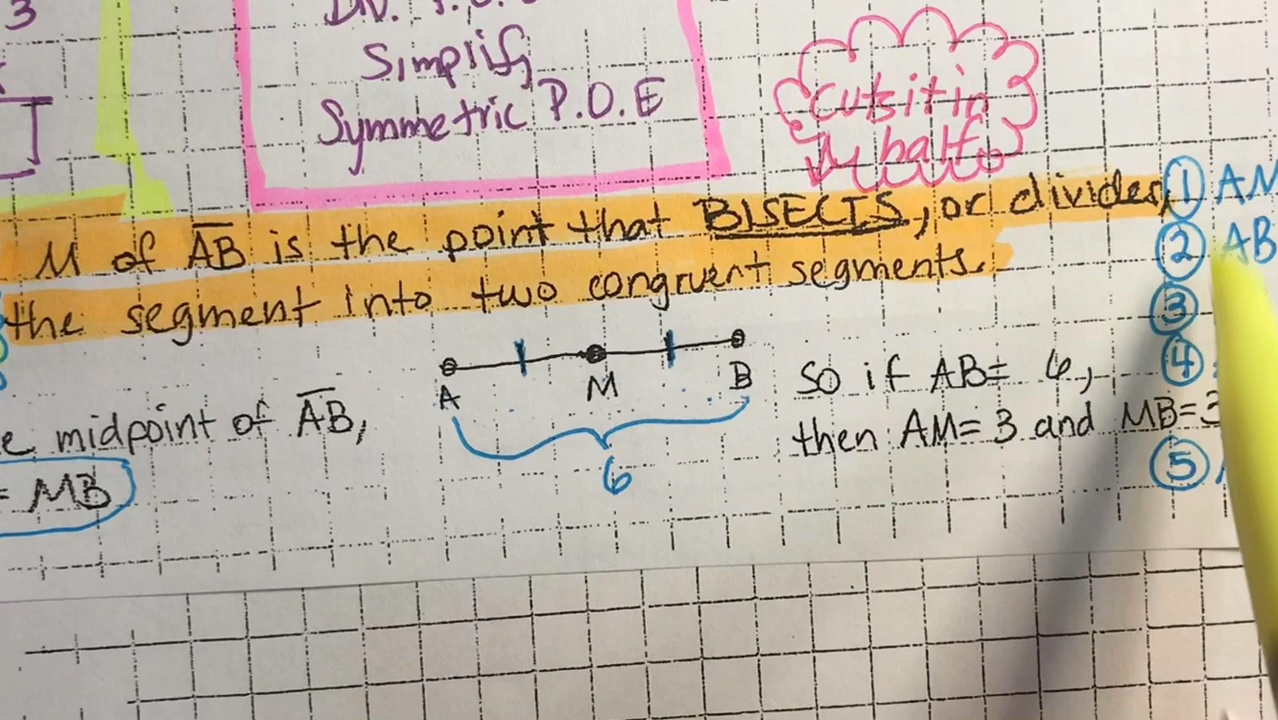 3
Simplify
Symmetric P.O.E
Cuts it in
half
M of AB is the point that BISECTS, or divides,
the segment into two congruent segments.
① AM
② AB
③
④
⑤
A M B
6
midpoint of AB,
= MB
So if AB = 6,
then AM = 3 and MB = 3